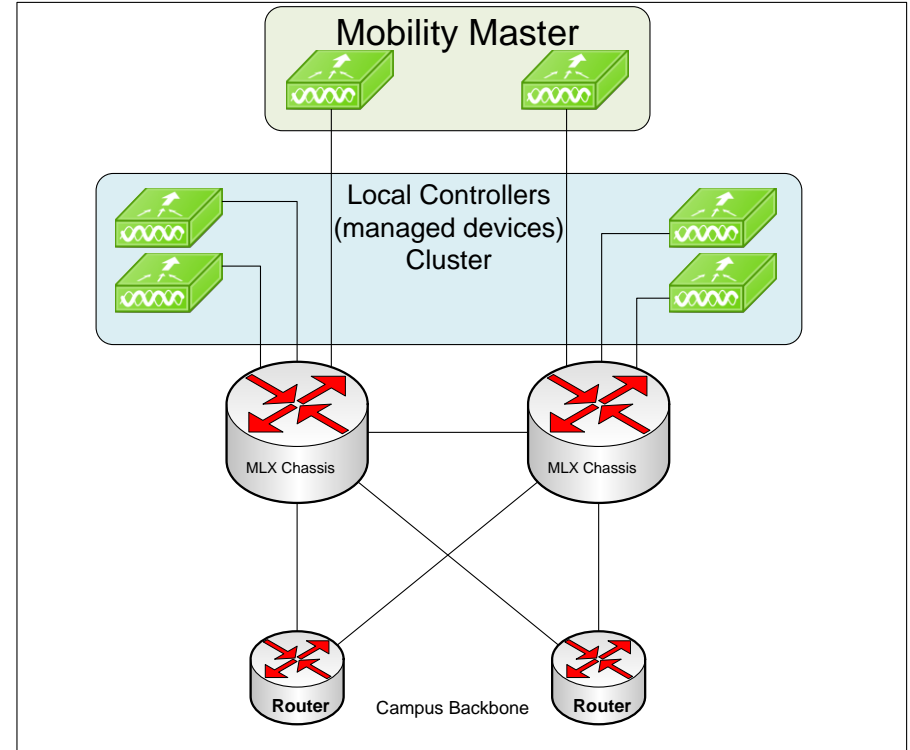 Mobility Master
Local Controllers
(managed devices)
Cluster
MLX Chassis
MLX Chassis
Router
Campus Backbone
Router